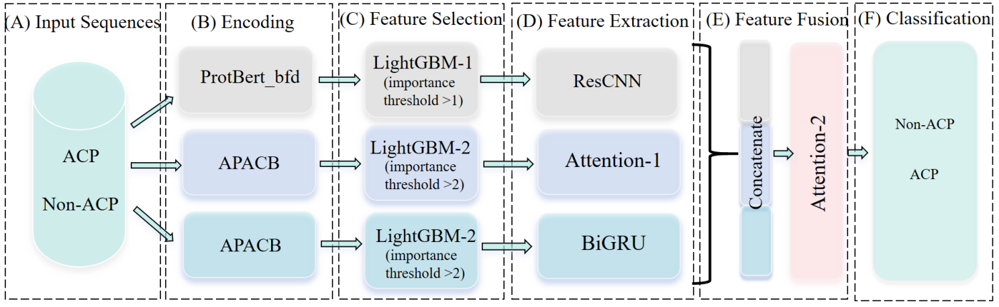 (A) Input Sequences
(B) Encoding
(C) Feature Selection
(D) Feature Extraction
(E) Feature Fusion
(F) Classification
ACP
Non-ACP
ProtBert_bfd
APACB
APACB
LightGBM-1
(importance
threshold >1)
LightGBM-2
(importance
threshold >2)
LightGBM-2
(importance
threshold >2)
ResCNN
Attention-1
BiGRU
Concatenate
Attention-2
Non-ACP
ACP